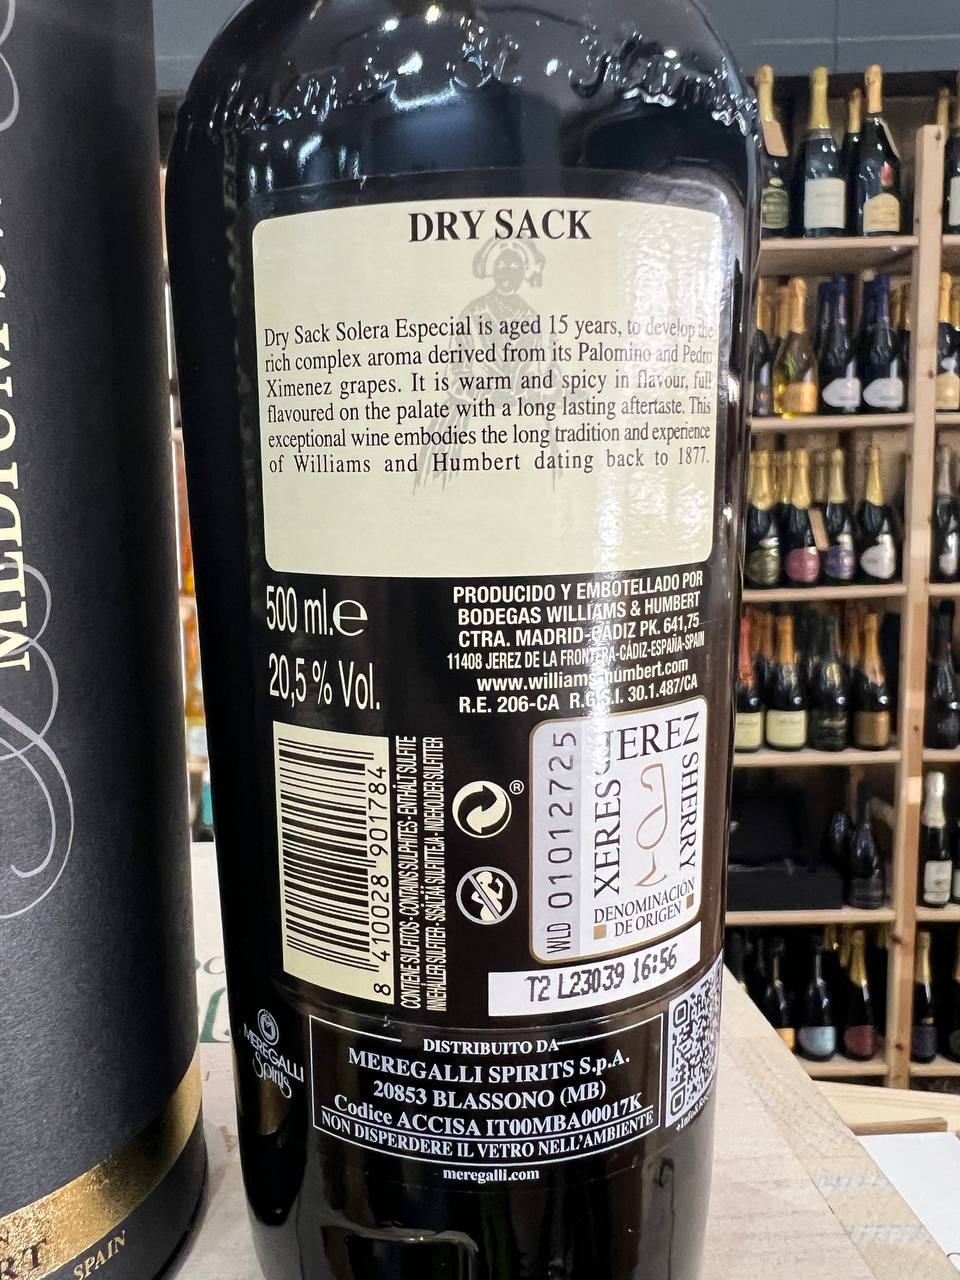 DRY SACK
Dry Sack Solera Especial is aged 15 years, to develop the
rich complex aroma derived from its Palomino and Pedro
Ximenez grapes. It is warm and spicy in flavour, full
flavoured on the palate with a long lasting aftertaste. This
exceptional wine embodies the long tradition and experience
of Williams and Humbert dating back to 1877.
500 ml.e
20,5 % Vol.
PRODUCIDO Y EMBOTELLADO POR
BODEGAS WILLIAMS & HUMBERT
CTRA. MADRID-CÁDIZ PK. 641,75
11408 JEREZ DE LA FRONTERA-CÁDIZ-ESPAÑA-SPAIN
www.williams-humbert.com
R.E. 206-CA R.G.S.I. 30.1.487/CA
8 410028 901784
CONTIENE SULFITOS - CONTAINS SULPHITES - ENTHÄLT SULFITE
INNEHÅLLER SULFITER - SISÄLTÄÄ SULFIITTEJA - INDEHOLDER SULFITTER
®
WLD 01012725
JEREZ
XERES
SHERRY
DENOMINACIÓN
DE ORIGEN
T2 L23039 16:56
MEREGALLI
Spirits
DISTRIBUITO DA
MEREGALLI SPIRITS S.p.A.
20853 BLASSONO (MB)
Codice ACCISA IT00MBA00017K
NON DISPERDERE IL VETRO NELL'AMBIENTE
meregalli.com
MEDIUM
SPAIN